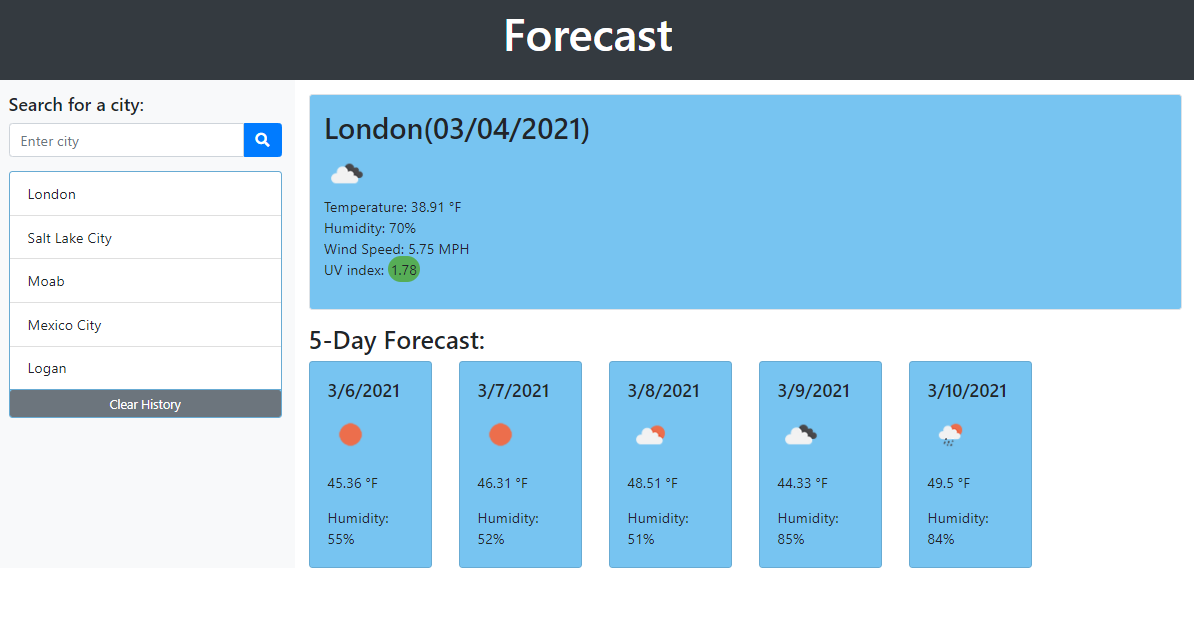 Forecast
Search for a city:
Enter city
London
Salt Lake City
Moab
Mexico City
Logan
Clear History
London(03/04/2021)
Temperature: 38.91 °F
Humidity: 70%
Wind Speed: 5.75 MPH
UV index: 1.78
5-Day Forecast:
3/6/2021
45.36 °F
Humidity:
55%
3/7/2021
46.31 °F
Humidity:
52%
3/8/2021
48.51 °F
Humidity:
51%
3/9/2021
44.33 °F
Humidity:
85%
3/10/2021
49.5 °F
Humidity:
84%